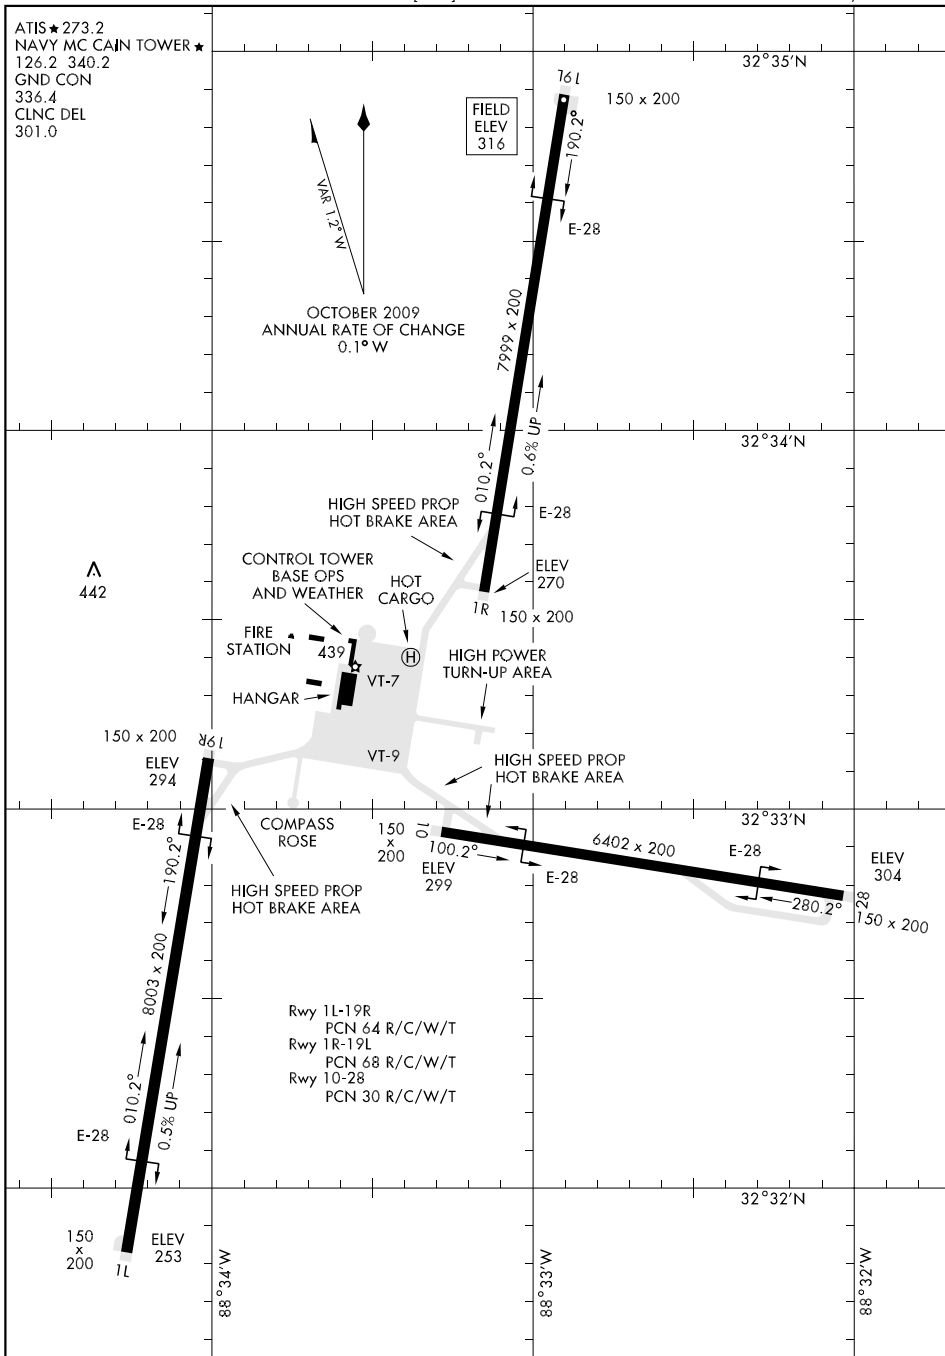 ATIS★273.2
NAVY MC CAIN TOWER★
126.2 340.2
GND CON
336.4
CLNC DEL
301.0
FIELD
ELEV
316
19L
150 x 200
32°35'N
190.2°
E-28
VAR 1.2° W
OCTOBER 2009
ANNUAL RATE OF CHANGE
0.1° W
7999 x 200
32°34'N
010.2°
0.6% UP
E-28
HIGH SPEED PROP
HOT BRAKE AREA
442
CONTROL TOWER
BASE OPS
AND WEATHER
HOT
CARGO
ELEV
270
1R
150 x 200
FIRE
STATION
439
H
HIGH POWER
TURN-UP AREA
VT-7
HANGAR
VT-9
150 x 200
19R
ELEV
294
HIGH SPEED PROP
HOT BRAKE AREA
E-28
190.2°
COMPASS
ROSE
HIGH SPEED PROP
HOT BRAKE AREA
32°33'N
10
150
x
200
100.2°
ELEV
299
E-28
6402 x 200
E-28
280.2°
ELEV
304
28
150 x 200
8003 x 200
Rwy 1L-19R
PCN 64 R/C/W/T
Rwy 1R-19L
PCN 68 R/C/W/T
Rwy 10-28
PCN 30 R/C/W/T
010.2°
0.5% UP
E-28
32°32'N
150
x
200
1L
ELEV
253
88°34'W
88°33'W
88°32'W